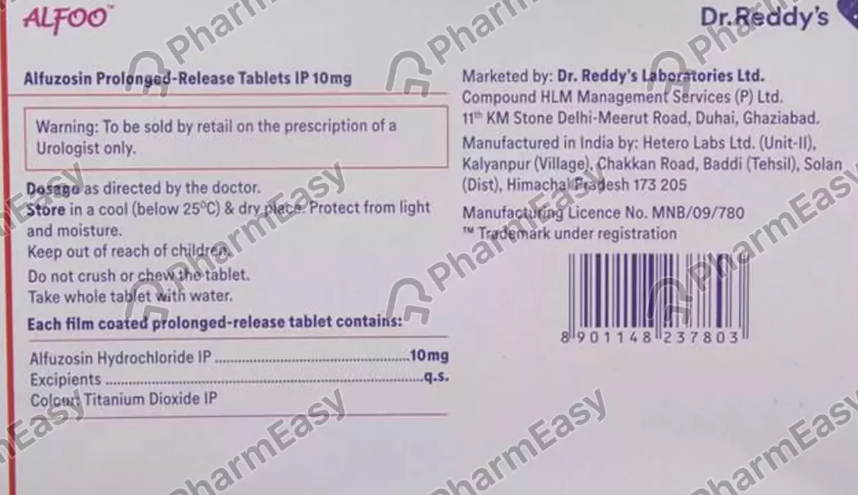 ALFOO™
Dr.Reddy's
Alfuzosin Prolonged-Release Tablets IP 10mg
Warning: To be sold by retail on the prescription of a
Urologist only.
Dosage as directed by the doctor.
Store in a cool (below 25°C) & dry place. Protect from light
and moisture.
Keep out of reach of children.
Do not crush or chew the tablet.
Take whole tablet with water.
Each film coated prolonged-release tablet contains:
Alfuzosin Hydrochloride IP ..........10mg
Excipients ..........q.s.
Colour: Titanium Dioxide IP
Marketed by: Dr. Reddy's Laboratories Ltd.
Compound HLM Management Services (P) Ltd.
11th KM Stone Delhi-Meerut Road, Duhai, Ghaziabad.
Manufactured in India by: Hetero Labs Ltd. (Unit-II),
Kalyanpur (Village), Chakkan Road, Baddi (Tehsil), Solan
(Dist), Himachal Pradesh 173 205
Manufacturing Licence No. MNB/09/780
™ Trademark under registration
8 901148 237803
PharmEasy
PharmEasy
PharmEasy
PharmEasy
PharmEasy
PharmEasy
PharmEasy
PharmEasy
PharmEasy